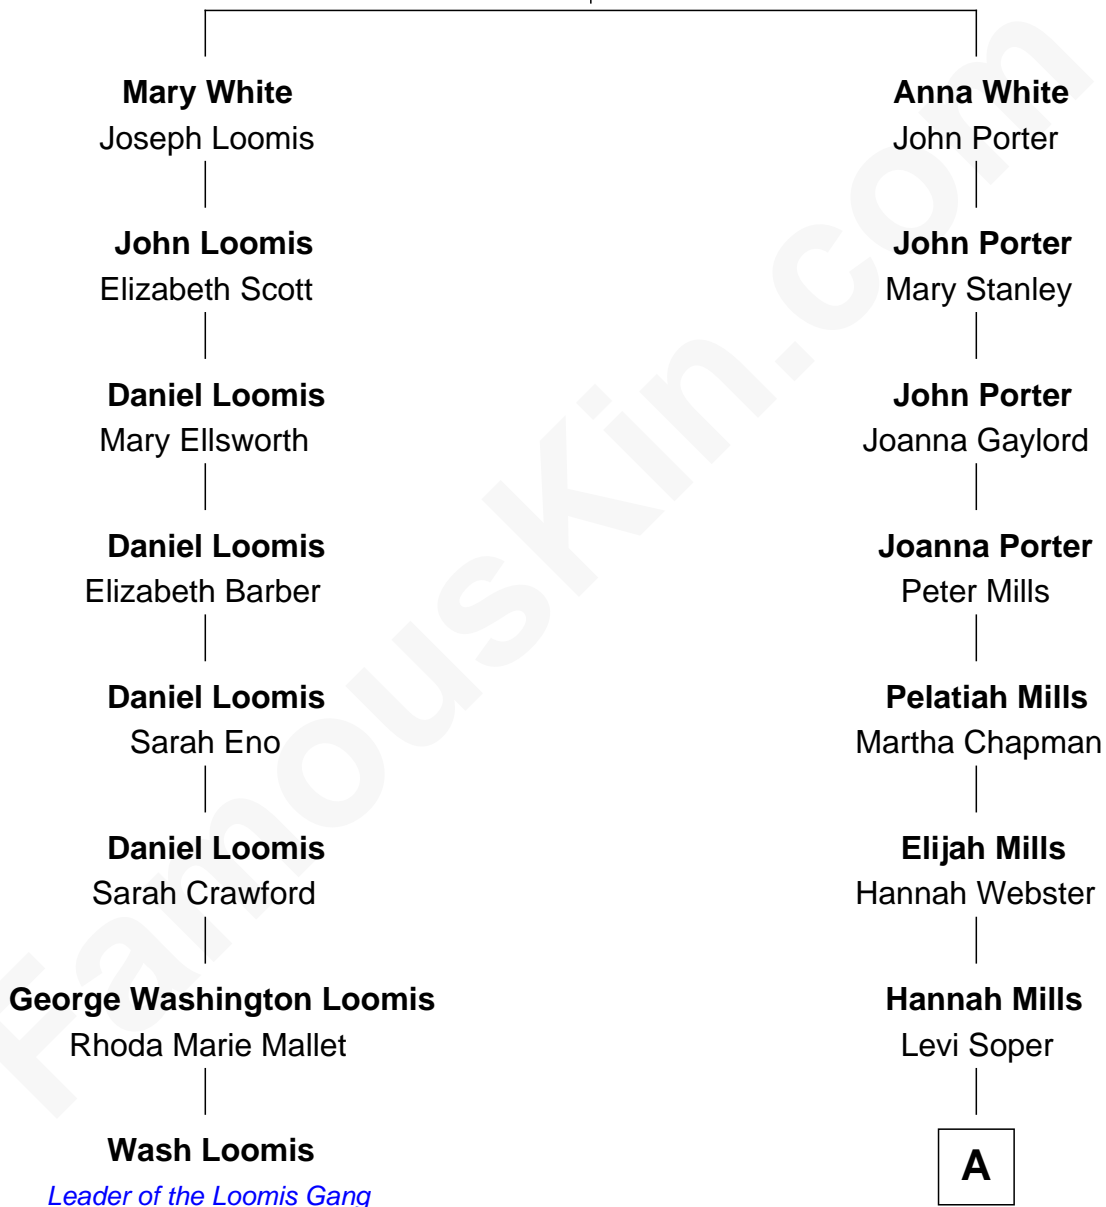 Mary White
Joseph Loomis
John Loomis
Elizabeth Scott
Daniel Loomis
Mary Ellsworth
Daniel Loomis
Elizabeth Barber
Daniel Loomis
Sarah Eno
Daniel Loomis
Sarah Crawford
George Washington Loomis
Rhoda Marie Mallet
Wash Loomis
Leader of the Loomis Gang
Anna White
John Porter
John Porter
Mary Stanley
John Porter
Joanna Gaylord
Joanna Porter
Peter Mills
Pelatiah Mills
Martha Chapman
Elijah Mills
Hannah Webster
Hannah Mills
Levi Soper
A
FamousKin.com